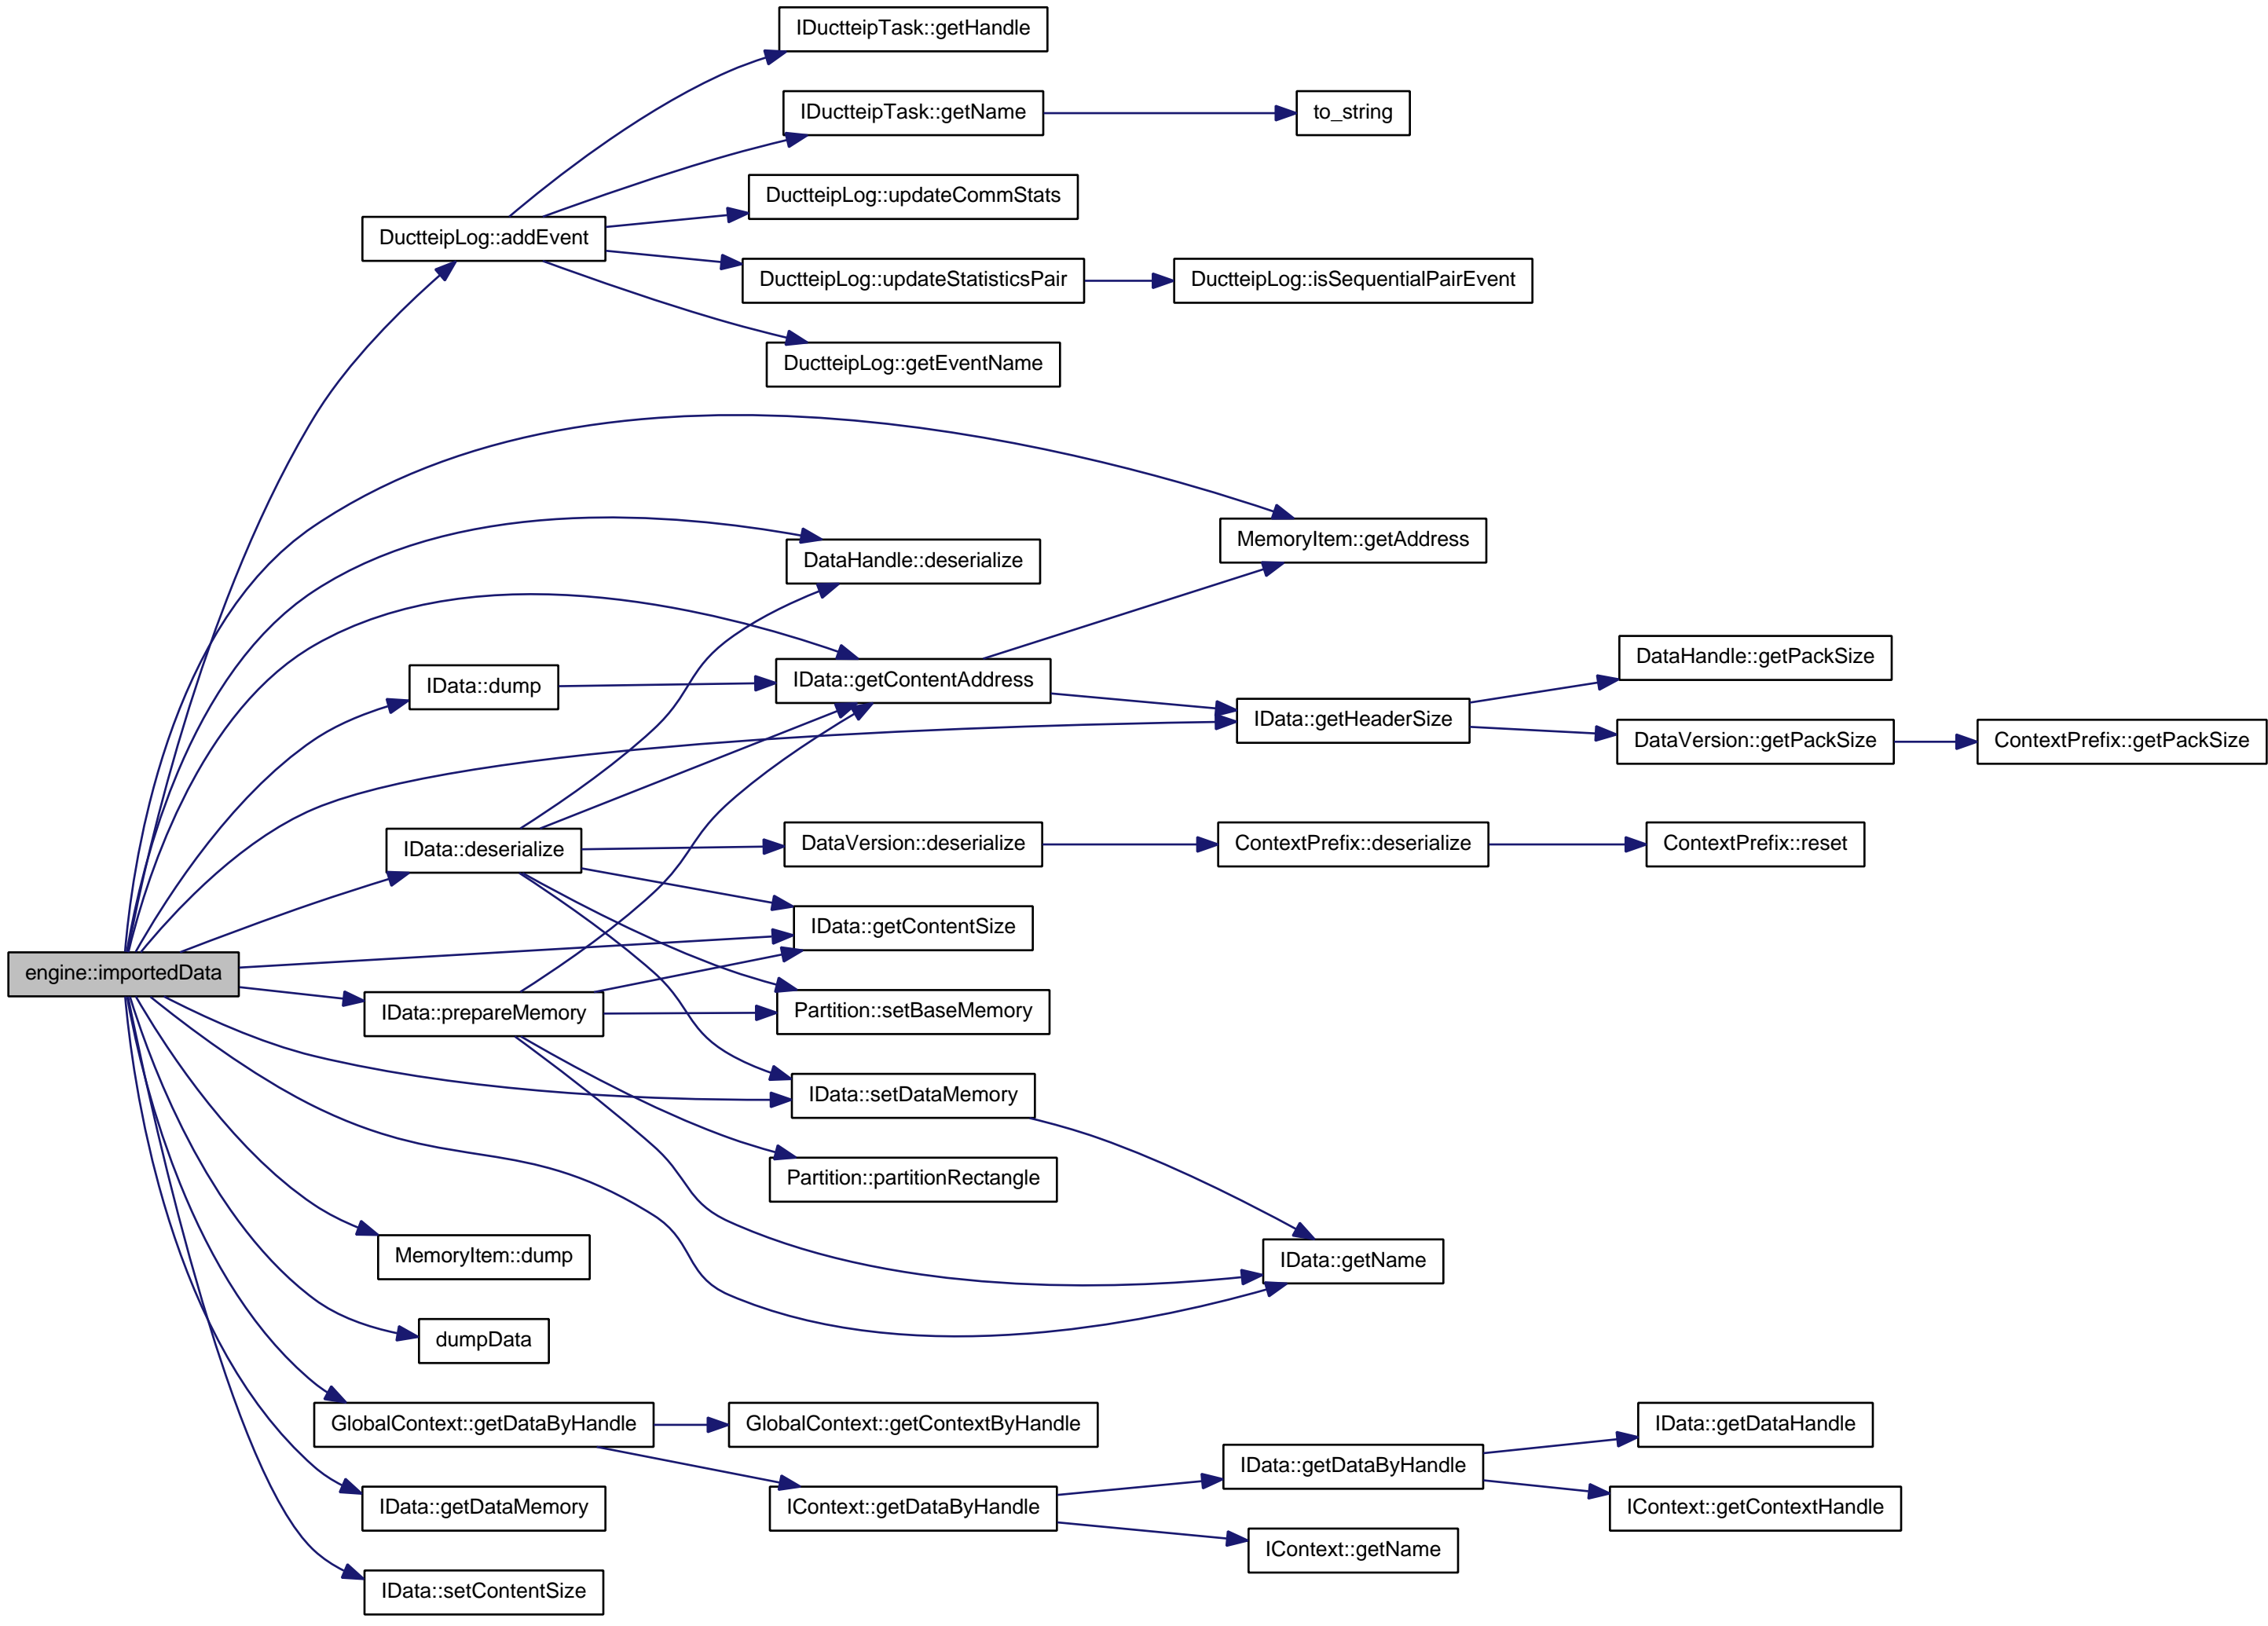 IDuctteipTask::getHandle
IDuctteipTask::getName
to_string
DuctteipLog::updateCommStats
DuctteipLog::addEvent
DuctteipLog::updateStatisticsPair
DuctteipLog::isSequentialPairEvent
DuctteipLog::getEventName
MemoryItem::getAddress
DataHandle::deserialize
DataHandle::getPackSize
IData::dump
IData::getContentAddress
IData::getHeaderSize
DataVersion::getPackSize
ContextPrefix::getPackSize
IData::deserialize
DataVersion::deserialize
ContextPrefix::deserialize
ContextPrefix::reset
IData::getContentSize
engine::importedData
IData::prepareMemory
Partition::setBaseMemory
IData::setDataMemory
Partition::partitionRectangle
MemoryItem::dump
IData::getName
dumpData
GlobalContext::getDataByHandle
GlobalContext::getContextByHandle
IData::getDataHandle
IData::getDataByHandle
IData::getDataMemory
IContext::getDataByHandle
IContext::getContextHandle
IContext::getName
IData::setContentSize